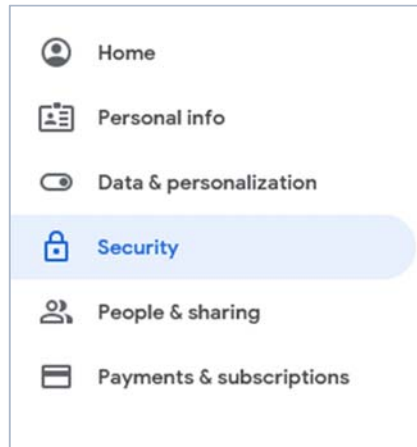 Home
Personal info
Data & personalization
Security
People & sharing
Payments & subscriptions